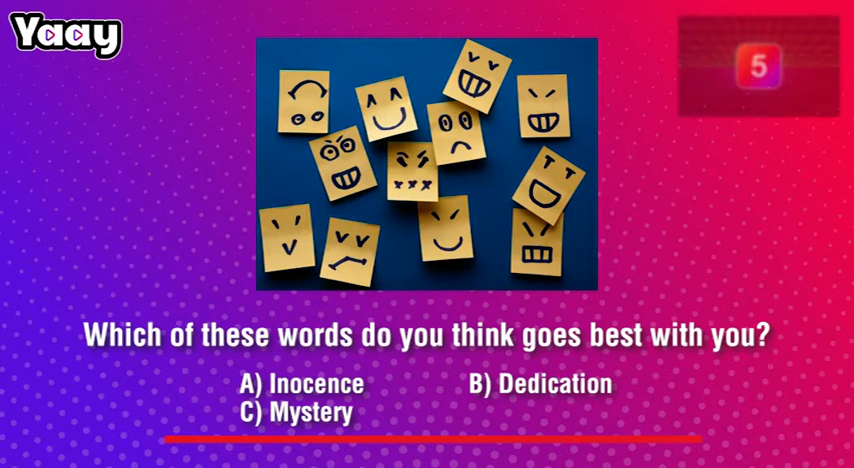 Yaay
5
Which of these words do you think goes best with you?
A) Inocence B) Dedication
C) Mystery